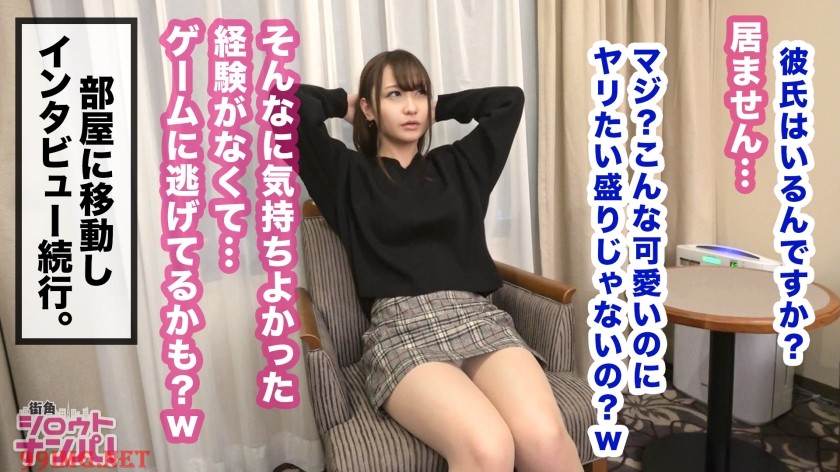 彼氏はいるんですか?
居ません…
マジ?こんな可愛いのに
ヤリたい盛りじゃないの?w
そんなに気持ちよかった
経験がなくて…
ゲームに逃げてるかも?w
部屋に移動し
インタビュー続行。
街角
シロウト
ナンパ!
99IMG.NET